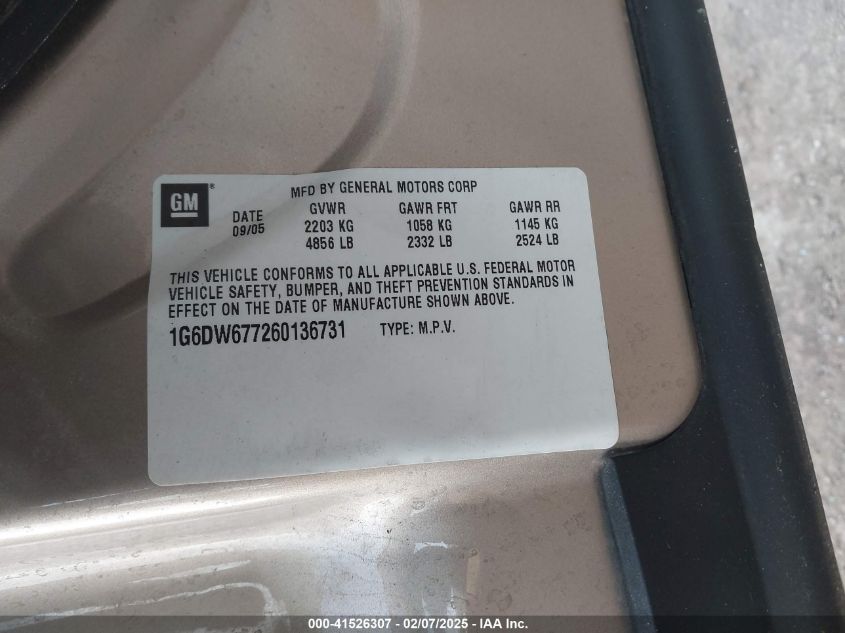 GM®
MFD BY GENERAL MOTORS CORP
DATE GVWR GAWR FRT GAWR RR
09/05 2203 KG 1058 KG 1145 KG
4856 LB 2332 LB 2524 LB
THIS VEHICLE CONFORMS TO ALL APPLICABLE U.S. FEDERAL MOTOR
VEHICLE SAFETY, BUMPER, AND THEFT PREVENTION STANDARDS IN
EFFECT ON THE DATE OF MANUFACTURE SHOWN ABOVE.
1G6DW677260136731 TYPE: M.P.V.
000-41526307 - 02/07/2025 - © IAA Inc.